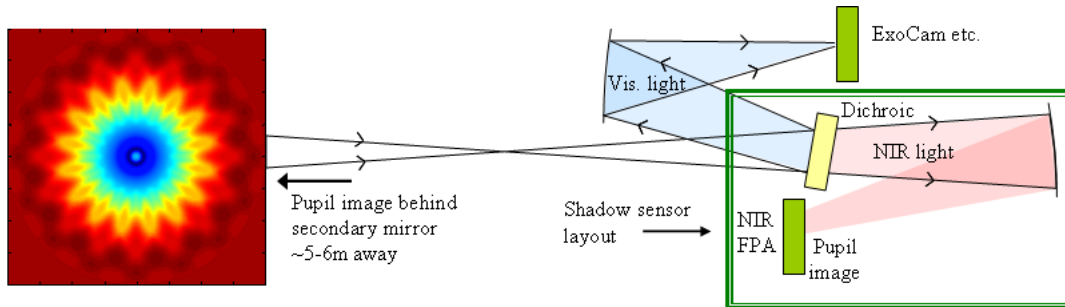 ExoCam etc.
Vis. light
Dichroic
NIR light
Pupil image behind
secondary mirror
~5-6m away
Shadow sensor
layout
NIR
FPA
Pupil
image